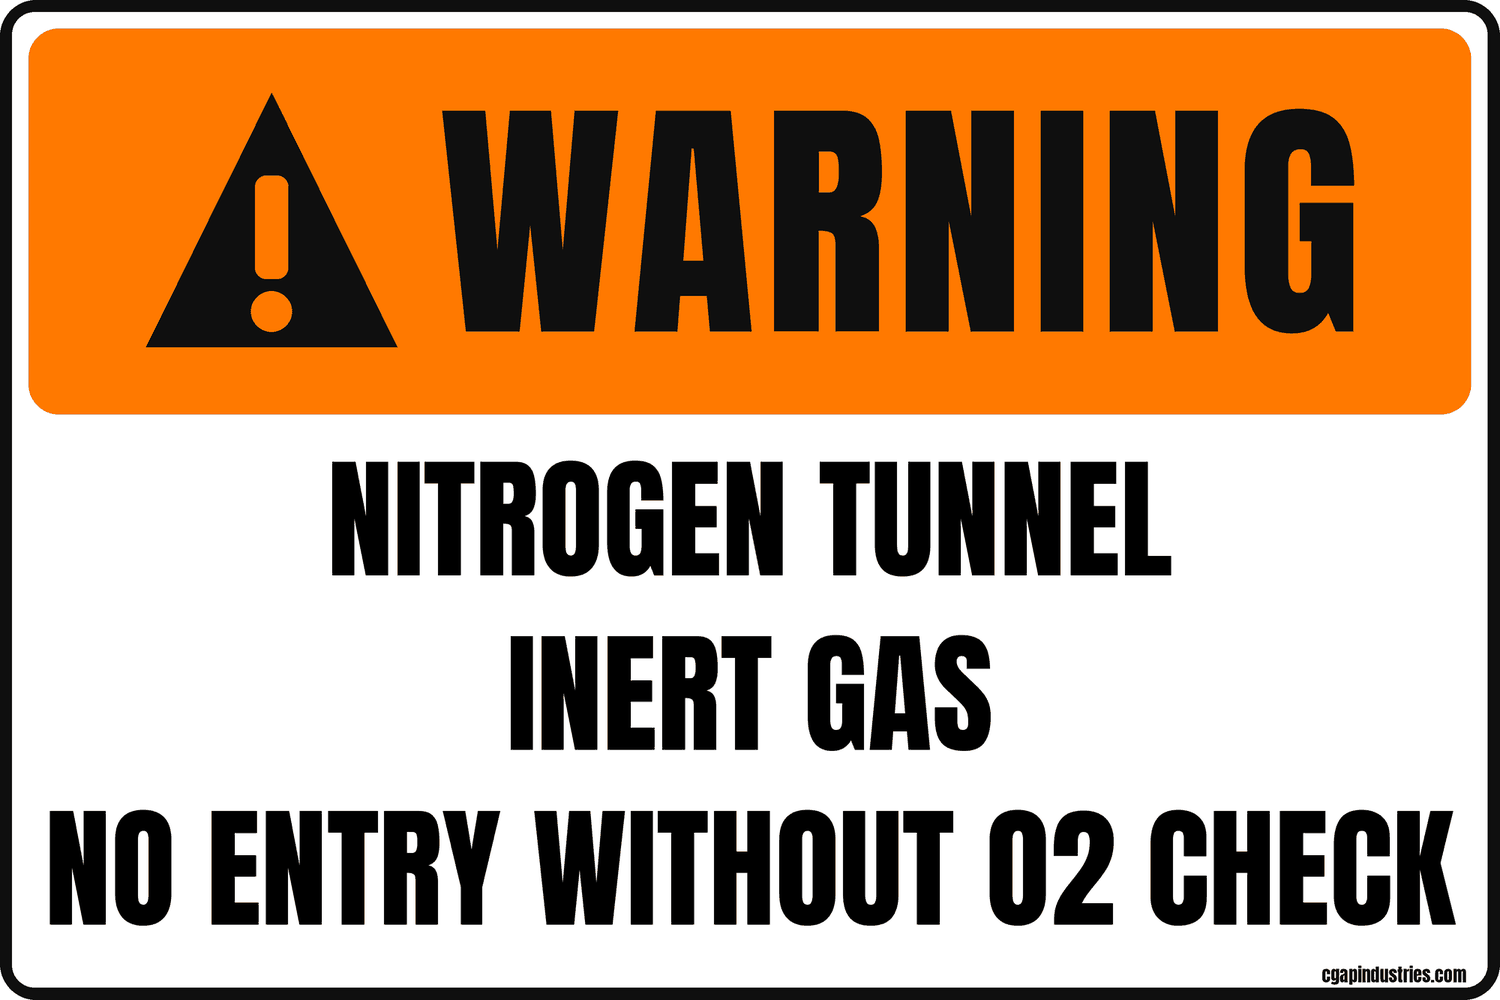 WARNING
NITROGEN TUNNEL
INERT GAS
NO ENTRY WITHOUT O2 CHECK
cgapindustries.com